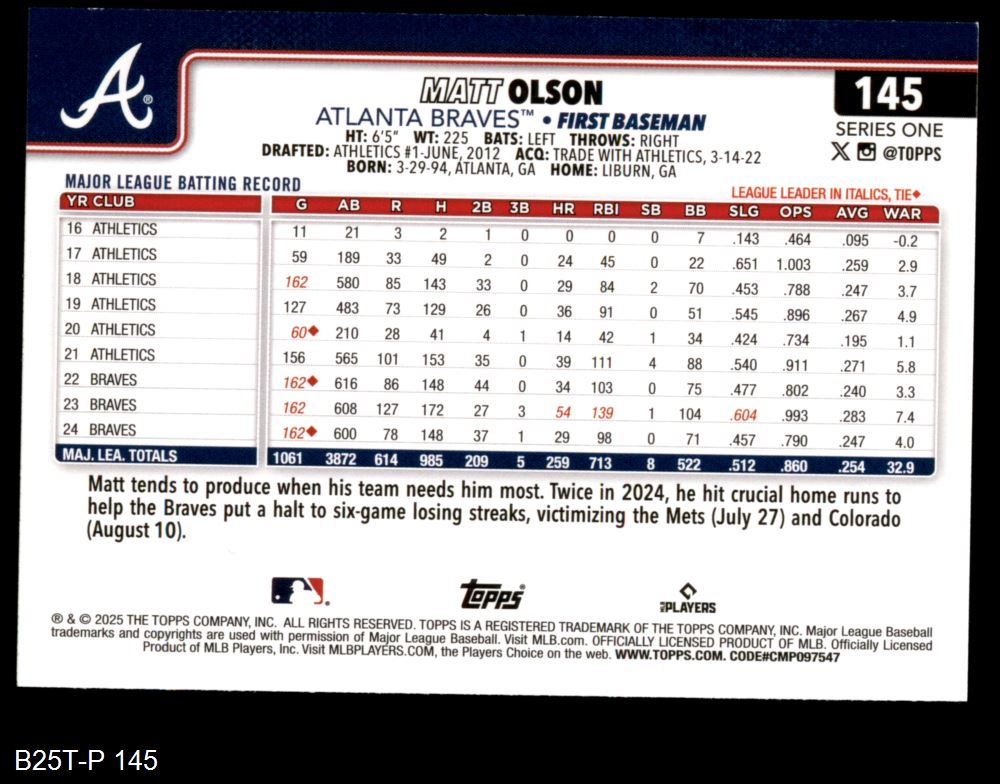 A®
MATT OLSON
145
ATLANTA BRAVES™ • FIRST BASEMAN
SERIES ONE
HT: 6'5" WT: 225 BATS: LEFT THROWS: RIGHT
@TOPPS
DRAFTED: ATHLETICS #1-JUNE, 2012 ACQ: TRADE WITH ATHLETICS, 3-14-22
BORN: 3-29-94, ATLANTA, GA HOME: LILBURN, GA
MAJOR LEAGUE BATTING RECORD
LEAGUE LEADER IN ITALICS, TIE◆
YR CLUB G AB R H 2B 3B HR RBI SB BB SLG OPS AVG WAR
16 ATHLETICS 11 21 3 2 1 0 0 0 0 7 .143 .464 .095 -0.2
17 ATHLETICS 59 189 33 49 2 0 24 45 0 22 .651 1.003 .259 2.9
18 ATHLETICS 162 580 85 143 33 0 29 84 2 70 .453 .788 .247 3.7
19 ATHLETICS 127 483 73 129 26 0 36 91 0 51 .545 .896 .267 4.9
20 ATHLETICS 60◆ 210 28 41 4 1 14 42 1 34 .424 .734 .195 1.1
21 ATHLETICS 156 565 101 153 35 0 39 111 4 88 .540 .911 .271 5.8
22 BRAVES 162◆ 616 86 148 44 0 34 103 0 75 .477 .802 .240 3.3
23 BRAVES 162 608 127 172 27 3 54 139 1 104 .604 .993 .283 7.4
24 BRAVES 162◆ 600 78 148 37 1 29 98 0 71 .457 .790 .247 4.0
MAJ. LEA. TOTALS 1061 3872 614 985 209 5 259 713 8 522 .512 .860 .254 32.9
Matt tends to produce when his team needs him most. Twice in 2024, he hit crucial home runs to
help the Braves put a halt to six-game losing streaks, victimizing the Mets (July 27) and Colorado
(August 10).
Topps®
MLB PLAYERS
® & © 2025 THE TOPPS COMPANY, INC. ALL RIGHTS RESERVED. TOPPS IS A REGISTERED TRADEMARK OF THE TOPPS COMPANY, INC. Major League Baseball
trademarks and copyrights are used with permission of Major League Baseball. Visit MLB.com. OFFICIALLY LICENSED PRODUCT OF MLB. Officially Licensed
Product of MLB Players, Inc. Visit MLBPLAYERS.COM, the Players Choice on the web. WWW.TOPPS.COM. CODE#CMP097547
B25T-P 145